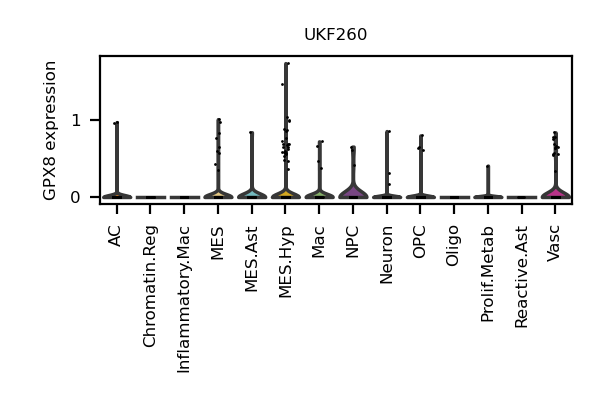 UKF260
GPX8 expression
1
0
AC
Chromatin.Reg
Inflammatory.Mac
MES
MES.Ast
MES.Hyp
Mac
NPC
Neuron
OPC
Oligo
Prolif.Metab
Reactive.Ast
Vasc